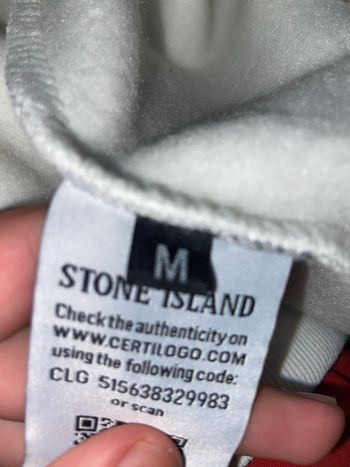 M
STONE ISLAND
Check the authenticity on
WWW.CERTILOGO.COM
using the following code:
CLG 515638329983
or scan